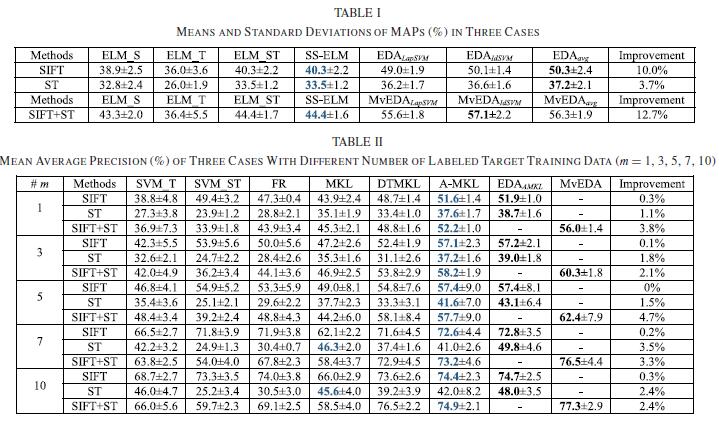 TABLE I
MEANS AND STANDARD DEVIATIONS OF MAPS (%) IN THREE CASES
Methods ELM_S ELM_T ELM_ST SS-ELM EDA_LapSVM EDA_ldSVM EDA_avg Improvement
SIFT 38.9±2.5 36.0±3.6 40.3±2.2 40.3±2.2 49.0±1.9 50.1±1.4 50.3±2.4 10.0%
ST 32.8±2.4 26.0±1.9 33.5±1.2 33.5±1.2 36.2±1.7 36.6±1.6 37.2±2.1 3.7%
Methods ELM_S ELM_T ELM_ST SS-ELM MvEDA_LapSVM MvEDA_ldSVM MvEDA_avg Improvement
SIFT+ST 43.3±2.0 36.4±5.5 44.4±1.7 44.4±1.6 55.6±1.8 57.1±2.2 56.3±1.9 12.7%
TABLE II
MEAN AVERAGE PRECISION (%) OF THREE CASES WITH DIFFERENT NUMBER OF LABELED TARGET TRAINING DATA (m = 1, 3, 5, 7, 10)
# m Methods SVM_T SVM_ST FR MKL DTMKL A-MKL EDA_AMKL MvEDA Improvement
1 SIFT 38.8±4.8 49.4±3.2 47.3±0.4 43.9±2.4 48.7±1.4 51.6±1.4 51.9±1.0 - 0.3%
ST 27.3±3.8 23.9±1.2 28.8±2.1 35.1±1.9 33.4±1.0 37.6±1.7 38.7±1.6 - 1.1%
SIFT+ST 36.9±7.3 33.9±1.8 43.9±3.4 45.3±2.1 48.8±1.6 52.2±1.0 - 56.0±1.4 3.8%
3 SIFT 42.3±5.5 53.9±5.6 50.0±5.6 47.2±2.6 52.4±1.9 57.1±2.3 57.2±2.1 - 0.1%
ST 32.6±2.1 24.7±2.2 28.4±2.6 35.3±1.6 31.1±2.6 37.2±1.6 39.0±1.8 - 1.8%
SIFT+ST 42.0±4.9 36.2±3.4 44.1±3.6 46.9±2.5 53.8±2.9 58.2±1.9 - 60.3±1.8 2.1%
5 SIFT 46.8±4.1 54.9±5.2 53.3±5.9 49.0±8.1 54.8±7.6 57.4±9.0 57.4±8.1 - 0%
ST 35.4±3.6 25.1±2.1 29.6±2.2 37.7±2.3 33.3±3.1 41.6±7.0 43.1±6.4 - 1.5%
SIFT+ST 48.4±3.4 39.2±2.4 48.8±4.3 44.2±6.0 58.1±8.4 57.7±9.0 - 62.4±7.9 4.7%
7 SIFT 66.5±2.7 71.8±3.9 71.9±3.8 62.1±2.2 71.6±4.5 72.6±4.4 72.8±3.5 - 0.2%
ST 42.2±3.2 24.9±1.3 30.4±0.7 46.3±2.0 37.4±1.6 41.0±2.6 49.8±4.6 - 3.5%
SIFT+ST 63.8±2.5 54.0±4.0 67.8±2.3 58.4±3.7 72.9±4.5 73.2±4.6 - 76.5±4.4 3.3%
10 SIFT 68.7±2.7 73.3±3.5 74.0±3.8 66.0±2.9 73.6±2.6 74.4±2.3 74.7±2.5 - 0.3%
ST 46.0±4.7 25.2±3.4 30.5±3.0 45.6±4.0 39.2±3.9 42.0±8.2 48.0±3.5 - 2.4%
SIFT+ST 66.0±5.6 59.7±2.3 69.1±2.5 58.5±4.0 76.5±2.2 74.9±2.1 - 77.3±2.9 2.4%